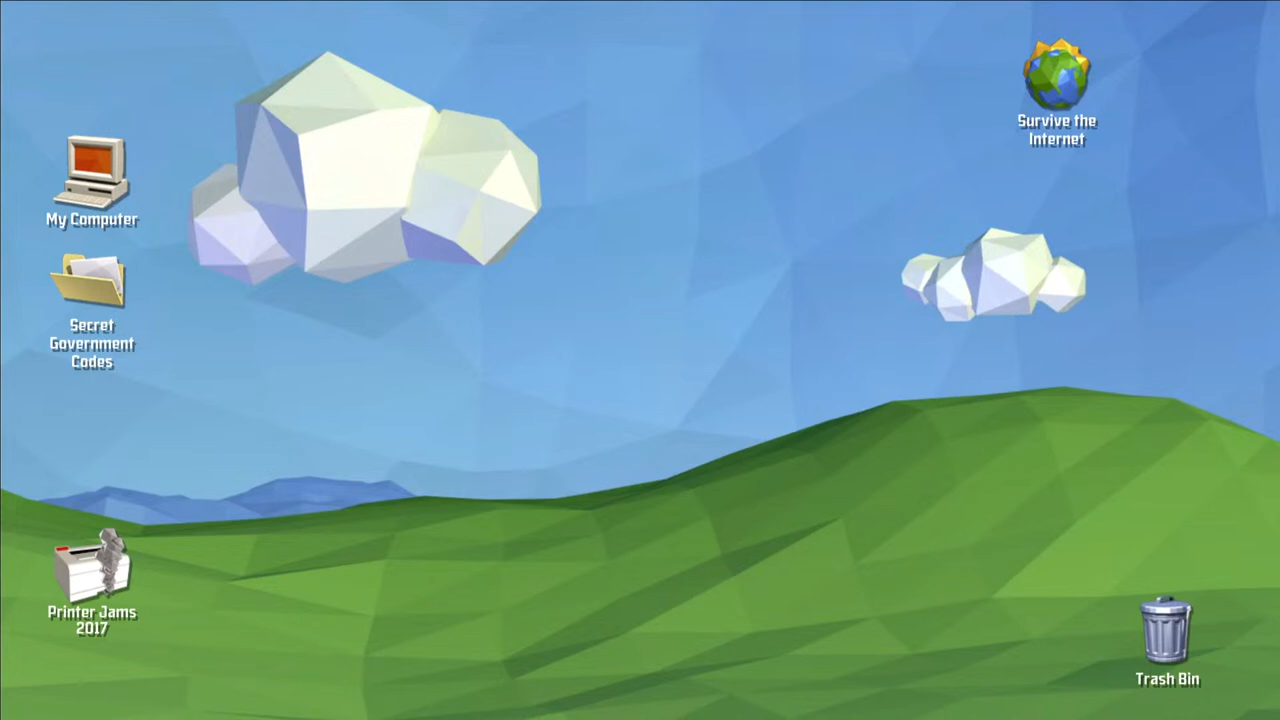 Survive the
Internet
My Computer
Secret
Government
Codes
Printer Jams
2017
Trash Bin